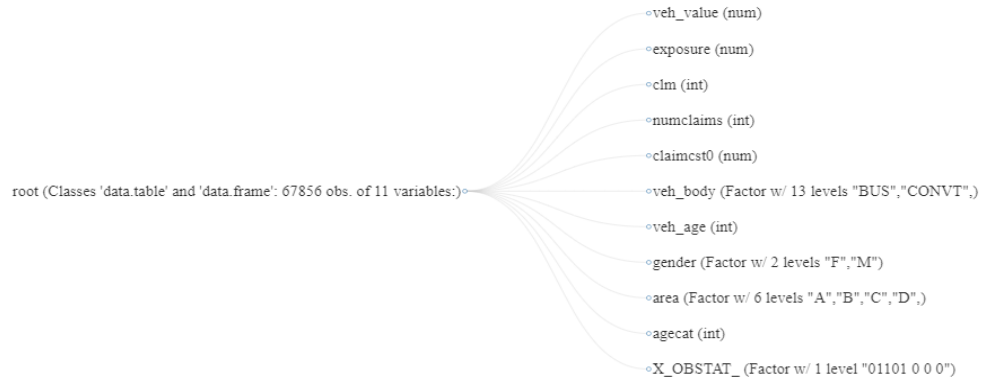 veh_value (num)
exposure (num)
clm (int)
numclaims (int)
claimcst0 (num)
root (Classes 'data.table' and 'data.frame': 67856 obs. of 11 variables:)
veh_body (Factor w/ 13 levels "BUS","CONVT",)
veh_age (int)
gender (Factor w/ 2 levels "F","M")
area (Factor w/ 6 levels "A","B","C","D",)
agecat (int)
X_OBSTAT_ (Factor w/ 1 level "01101 0 0 0")